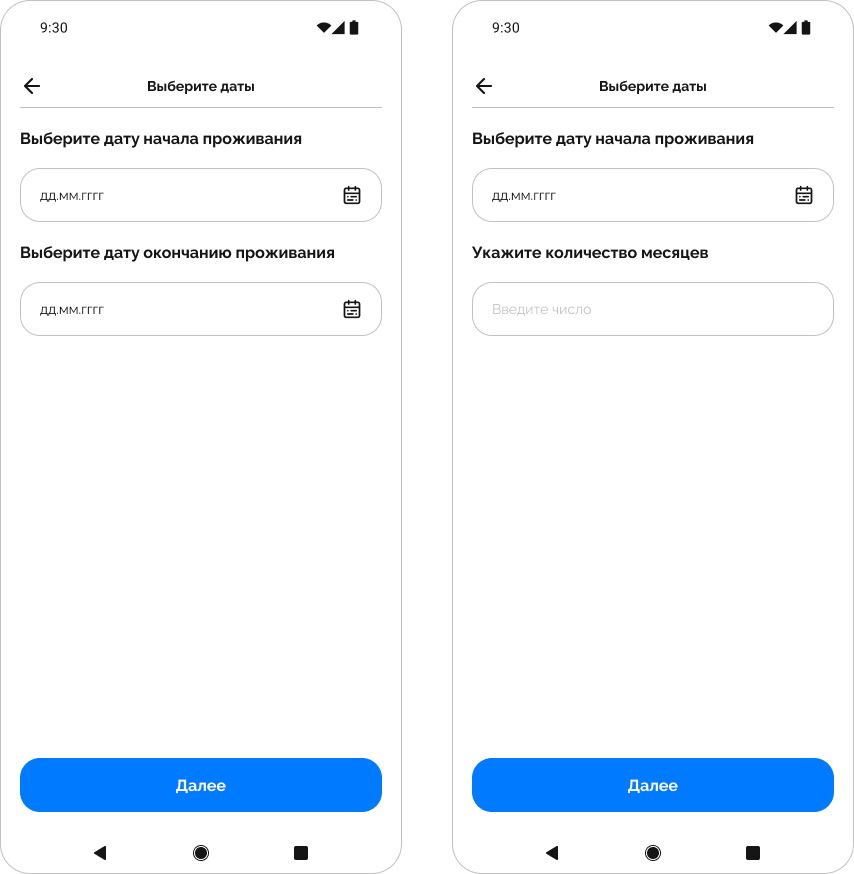 9:30
Выберите даты
Выберите дату начала проживания
дд.мм.гггг
Выберите дату окончанию проживания
дд.мм.гггг
Далее
9:30
Выберите даты
Выберите дату начала проживания
дд.мм.гггг
Укажите количество месяцев
Введите число
Далее